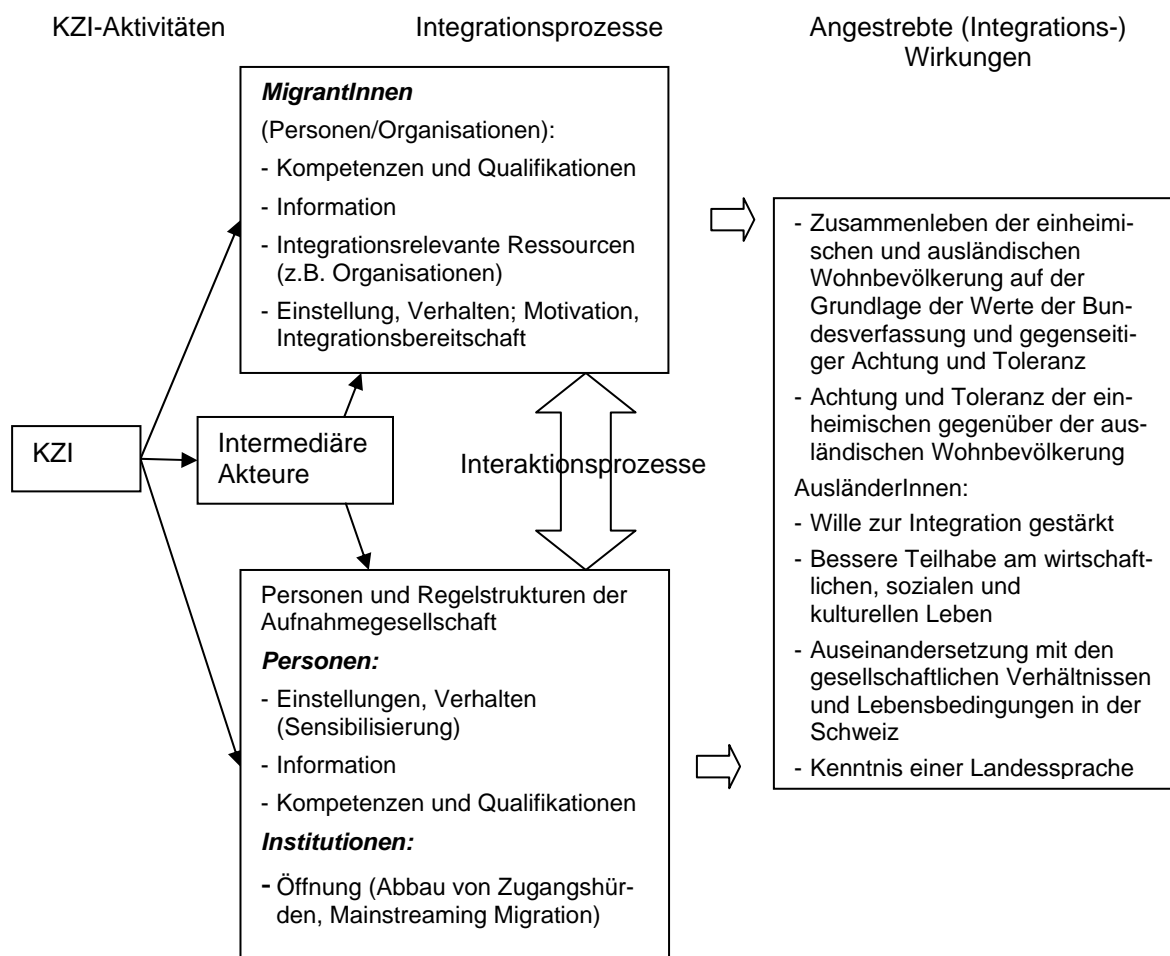 KZI-Aktivitäten
Integrationsprozesse
Angestrebte (Integrations-)
Wirkungen
MigrantInnen
(Personen/Organisationen):
- Kompetenzen und Qualifikationen
- Information
- Integrationsrelevante Ressourcen
(z.B. Organisationen)
- Einstellung, Verhalten; Motivation,
Integrationsbereitschaft
KZI
Intermediäre
Akteure
Interaktionsprozesse
Personen und Regelstrukturen der
Aufnahmegesellschaft
Personen:
- Einstellungen, Verhalten
(Sensibilisierung)
- Information
- Kompetenzen und Qualifikationen
Institutionen:
- Öffnung (Abbau von Zugangshür-
den, Mainstreaming Migration)
- Zusammenleben der einheimi-
schen und ausländischen
Wohnbevölkerung auf der
Grundlage der Werte der Bun-
desverfassung und gegenseiti-
ger Achtung und Toleranz
- Achtung und Toleranz der ein-
heimischen gegenüber der aus-
ländischen Wohnbevölkerung
AusländerInnen:
- Wille zur Integration gestärkt
- Bessere Teilhabe am wirtschaft-
lichen, sozialen und
kulturellen Leben
- Auseinandersetzung mit den
gesellschaftlichen Verhältnissen
und Lebensbedingungen in der
Schweiz
- Kenntnis einer Landessprache